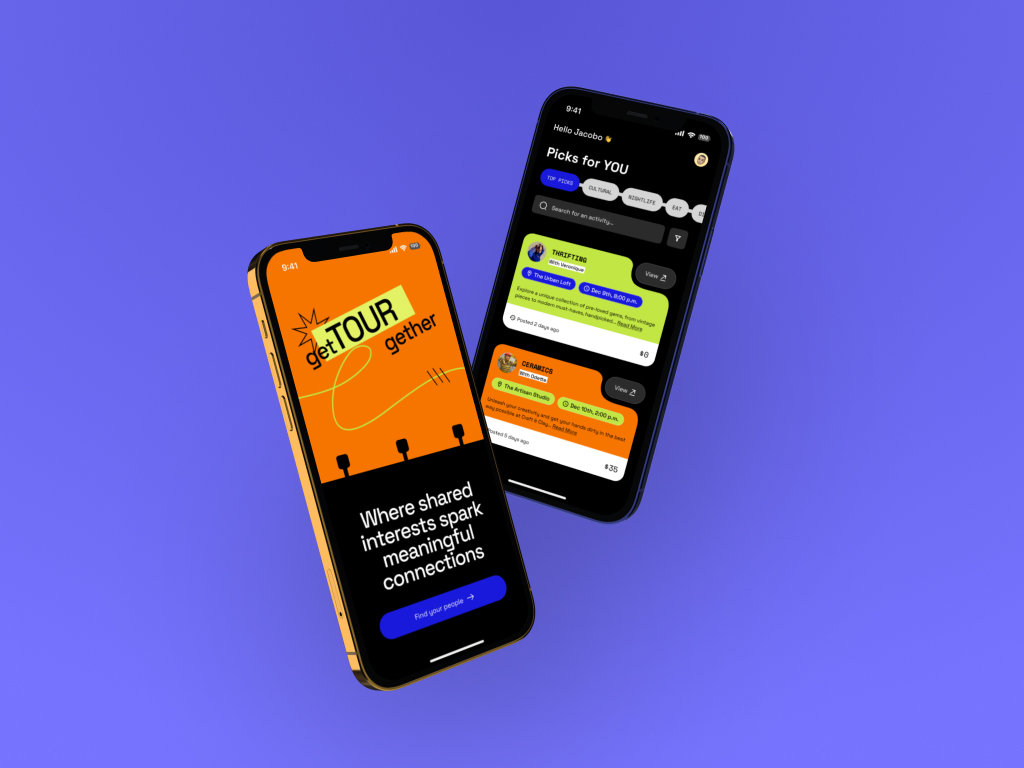 9:41
100
getTOUR
gether
Where shared
interests spark
meaningful
connections
Find your people
9:41
100
Hello Jacobo 👋
Picks for YOU
TOP PICKS
CULTURAL
NIGHTLIFE
EAT
Search for an activity...
THRIFTING
With Veronique
View
The Urban Loft
Dec 9th, 8:00 p.m.
Explore a unique collection of pre-loved gems, from vintage
pieces to modern must-haves, handpicked... Read More
Posted 2 days ago
$0
CERAMICS
With Odette
View
The Artisan Studio
Dec 10th, 2:00 p.m.
Unleash your creativity and get your hands dirty in the best
way possible at Craft & Clay... Read More
Posted 5 days ago
$35